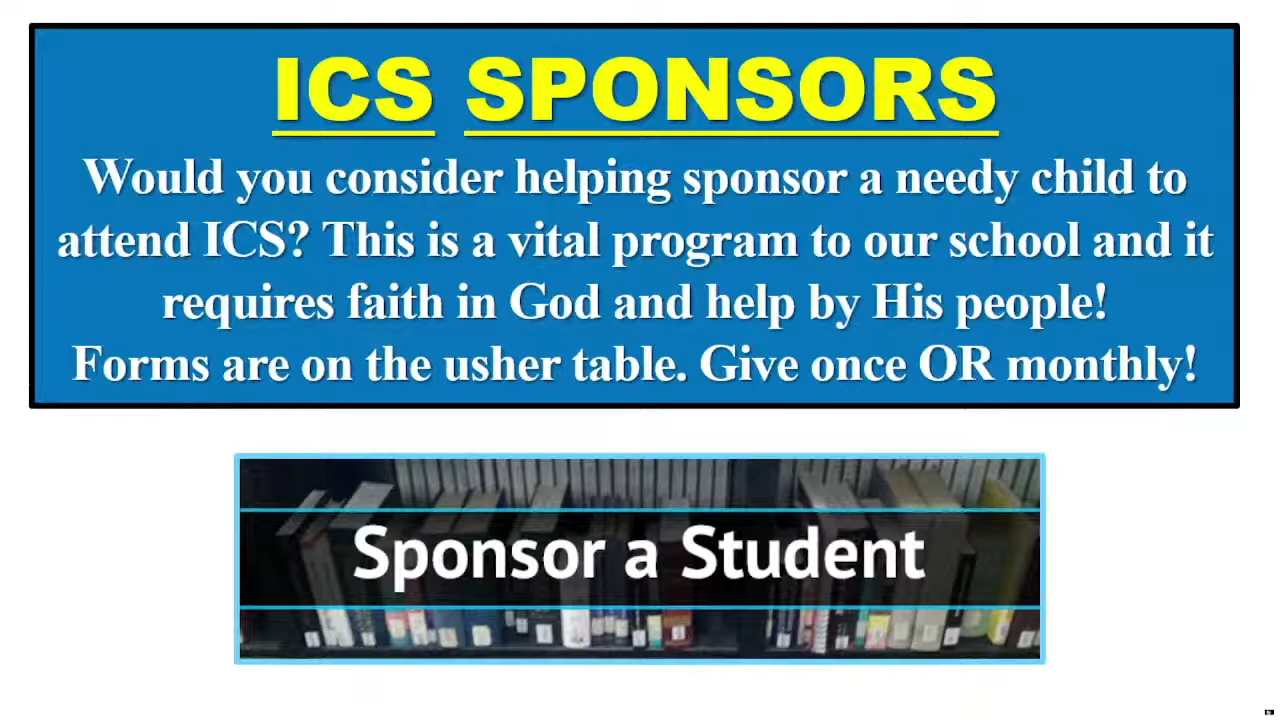 ICS SPONSORS
Would you consider helping sponsor a needy child to
attend ICS? This is a vital program to our school and it
requires faith in God and help by His people!
Forms are on the usher table. Give once OR monthly!
Sponsor a Student